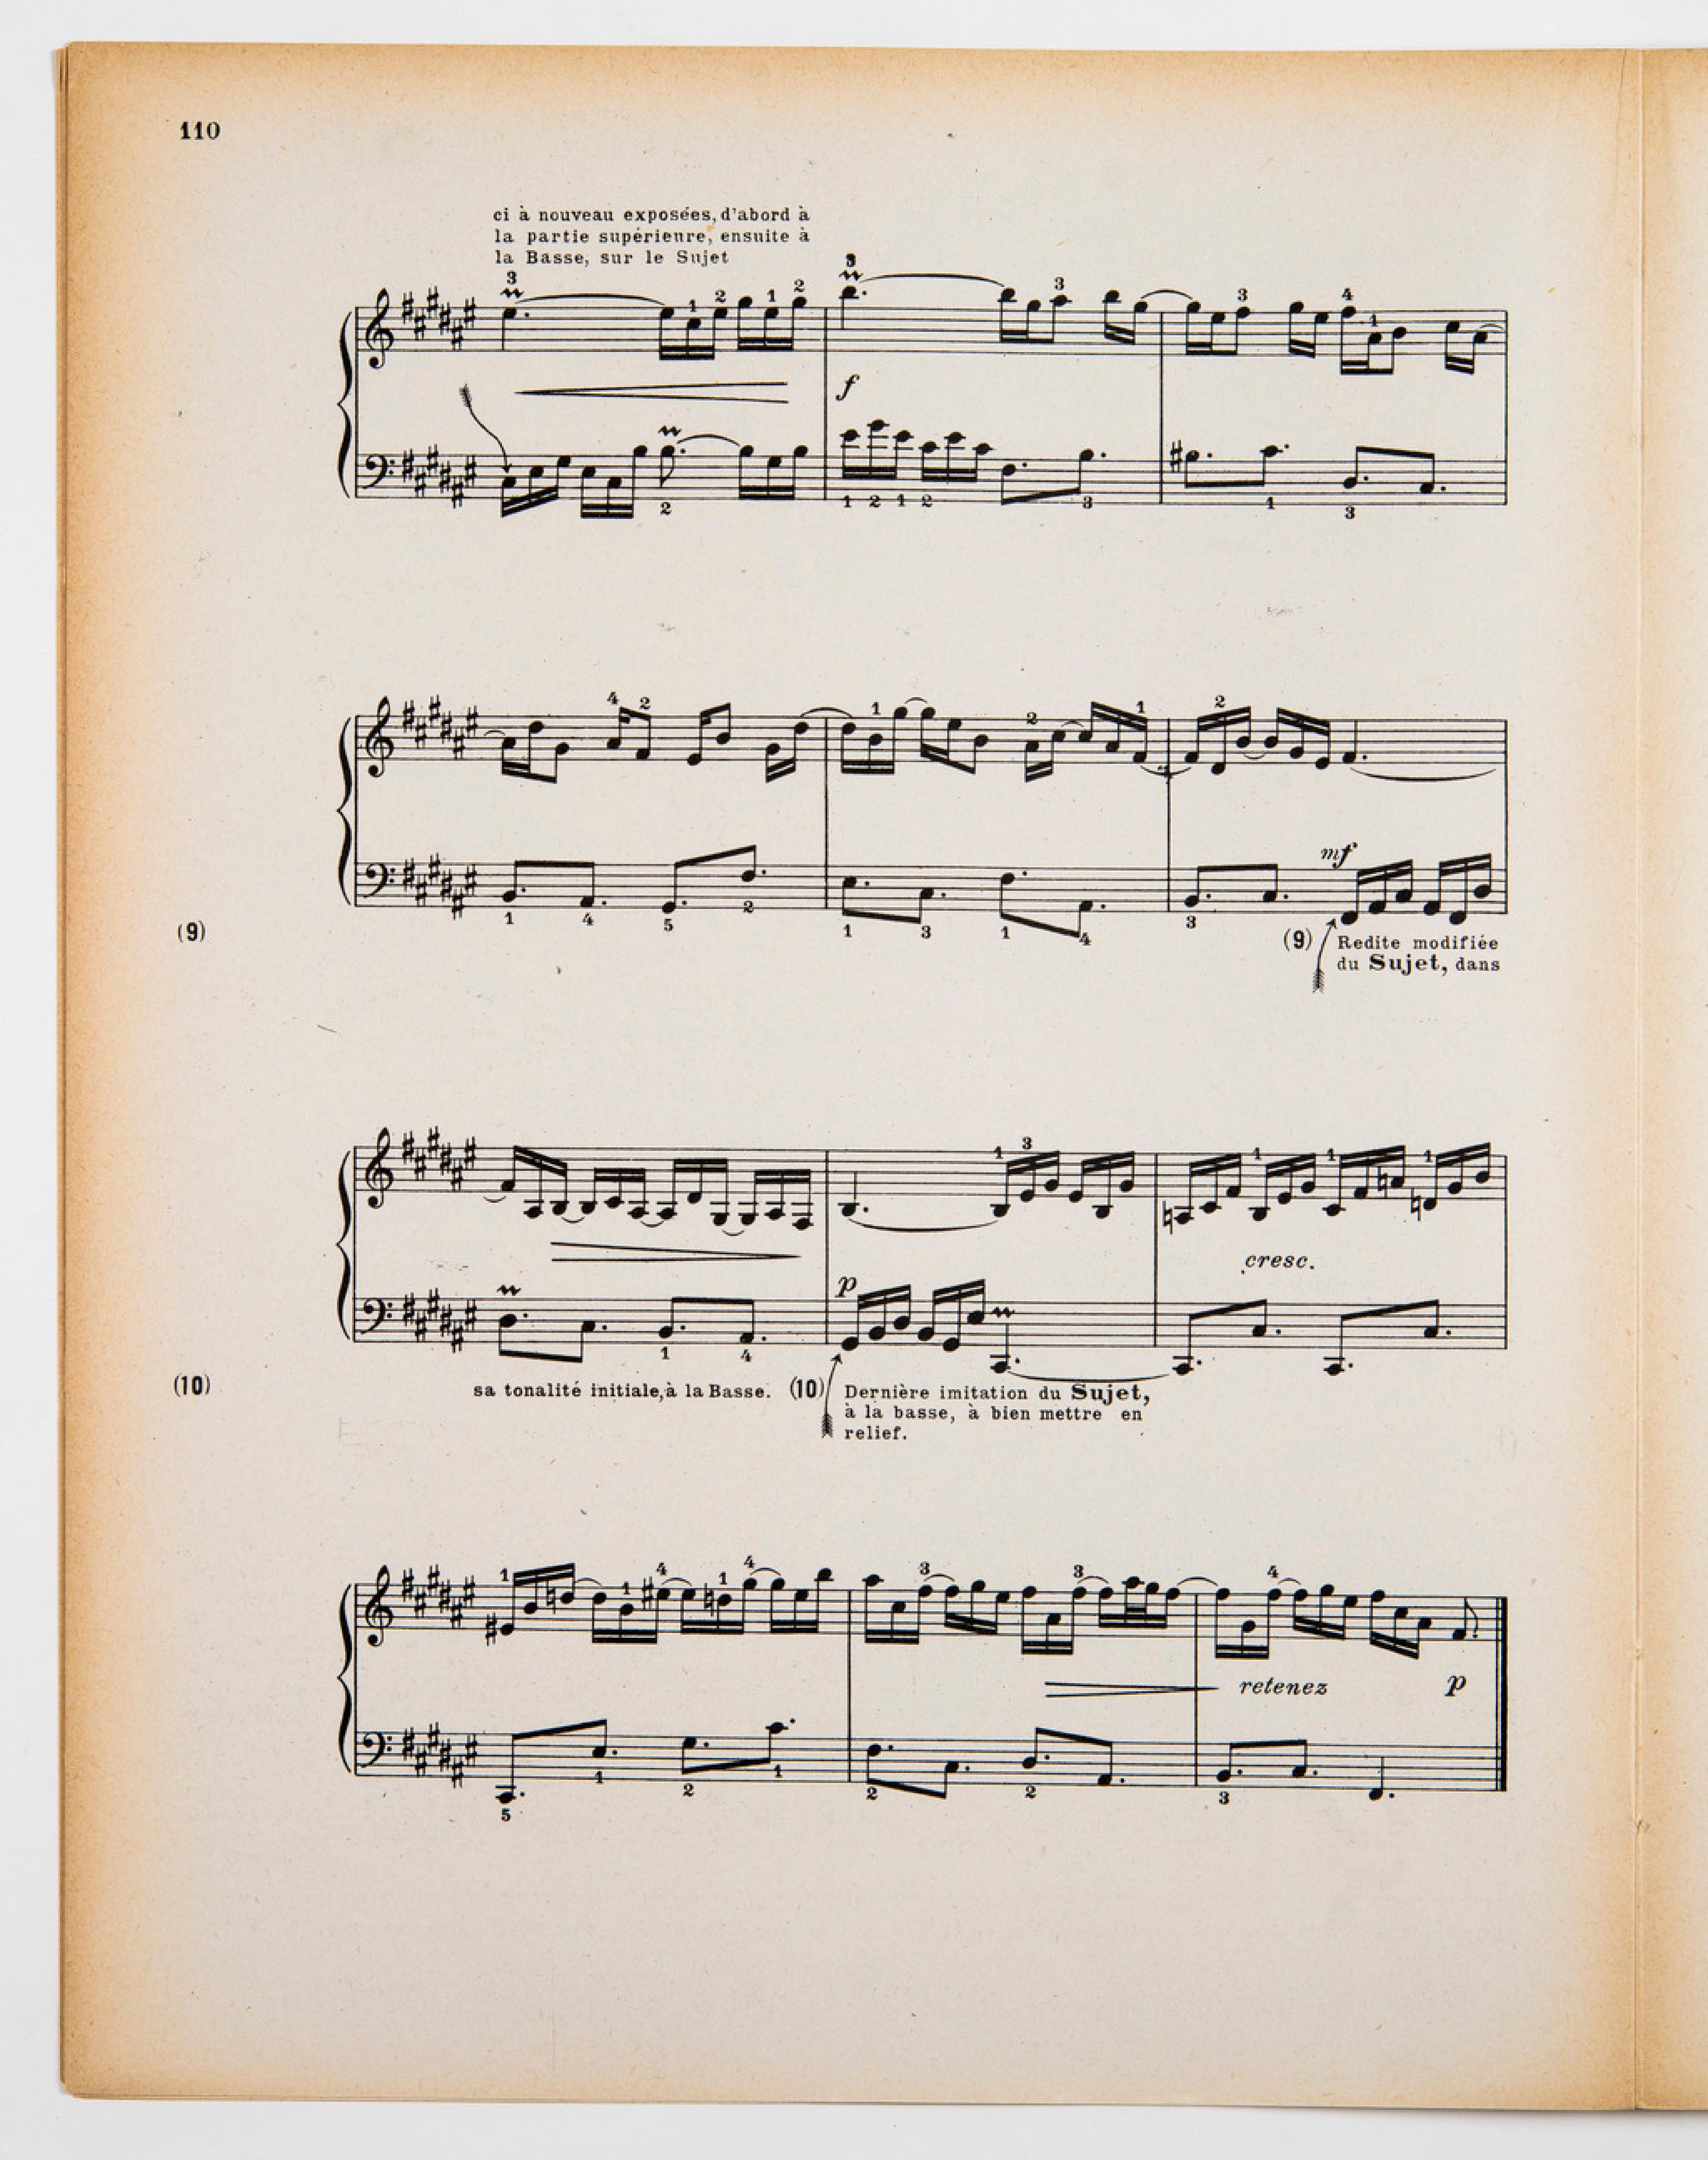 110
ci à nouveau exposées, d'abord à
la partie supérieure, ensuite à
la Basse, sur le Sujet
3 1 2 1 2 3 3 3 4 1
f
2 1 2 1 2 3 1 3
4 2 1 2 1 2
mf
1 4 5 2 1 3 1 4 3
(9)
(9) Redite modifiée
du Sujet, dans
1 3 1 1 1
cresc.
p
1 4
(10)
sa tonalité initiale, à la Basse. (10) Dernière imitation du Sujet,
à la basse, à bien mettre en
relief.
1 1 4 1 4 3 3 4
retenez p
5 1 2 1 2 2 3